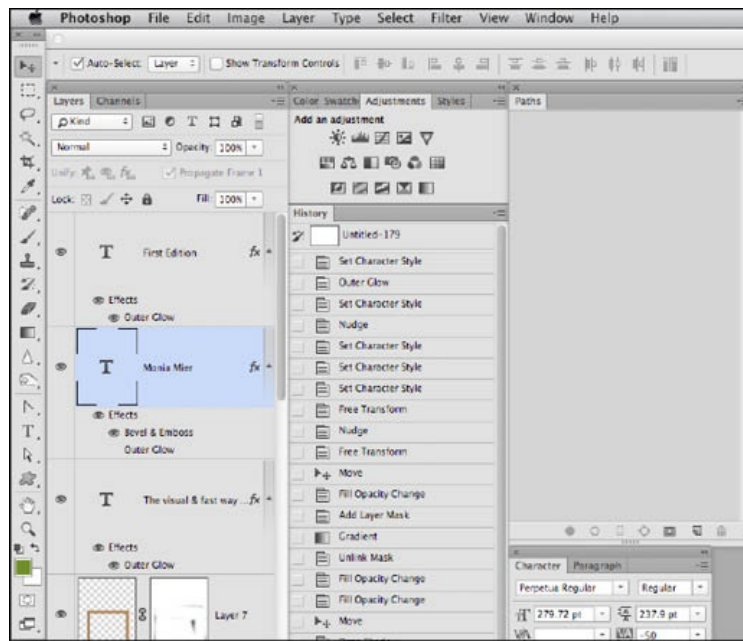 Photoshop File Edit Image Layer Type Select Filter View Window Help
Auto-Select: Layer Show Transform Controls
Layers Channels
Kind
Normal Opacity: 100%
Unify: Propagate Frame 1
Lock: Fill: 100%
T First Edition fx
Effects
Outer Glow
T Monia Mier fx
Effects
Bevel & Emboss
Outer Glow
T The visual & fast way ... fx
Effects
Outer Glow
Layer 7
Color Swatch Adjustments Styles
Add an adjustment
History
Untitled-179
Set Character Style
Outer Glow
Set Character Style
Nudge
Set Character Style
Set Character Style
Set Character Style
Free Transform
Nudge
Free Transform
Move
Fill Opacity Change
Add Layer Mask
Gradient
Unlink Mask
Fill Opacity Change
Fill Opacity Change
Move
Paths
Character Paragraph
Perpetua Regular Regular
279.72 pt 237.9 pt
-50